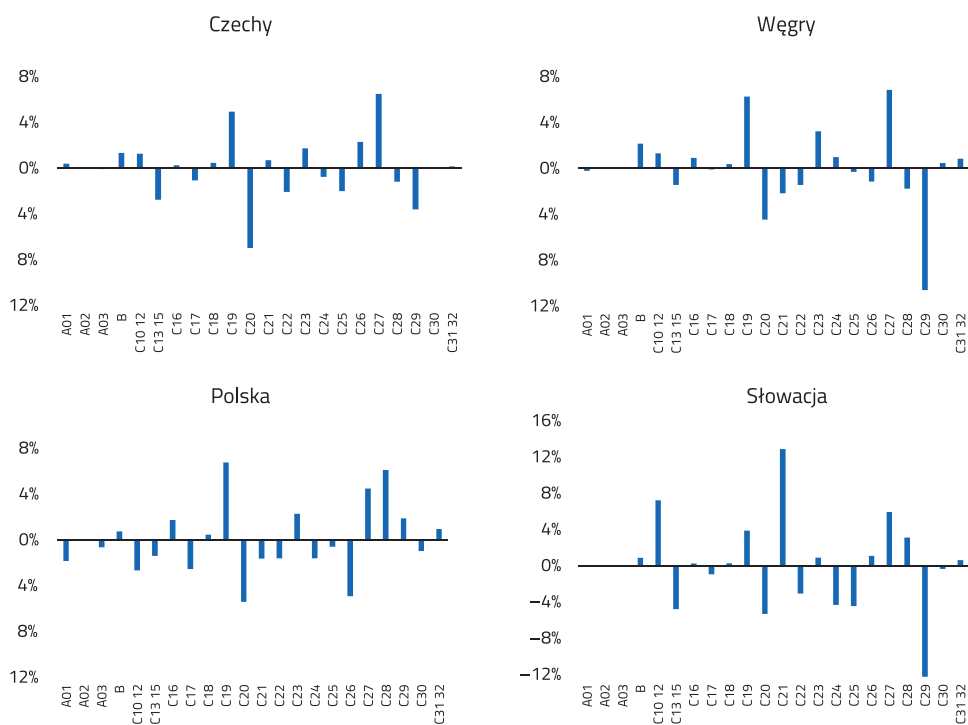 Czechy
8%
4%
0%
4%
8%
12%
A01
A02
A03
B
C10 12
C13 15
C16
C17
C18
C19
C20
C21
C22
C23
C24
C25
C26
C27
C28
C29
C30
C31 32
Węgry
8%
4%
0%
4%
8%
12%
A01
A02
A03
B
C10 12
C13 15
C16
C17
C18
C19
C20
C21
C22
C23
C24
C25
C26
C27
C28
C29
C30
C31 32
Polska
8%
4%
0%
4%
8%
12%
A01
A02
A03
B
C10 12
C13 15
C16
C17
C18
C19
C20
C21
C22
C23
C24
C25
C26
C27
C28
C29
C30
C31 32
Słowacja
16%
12%
8%
4%
0%
−4%
−8%
−12%
A01
A02
A03
B
C10 12
C13 15
C16
C17
C18
C19
C20
C21
C22
C23
C24
C25
C26
C27
C28
C29
C30
C31 32